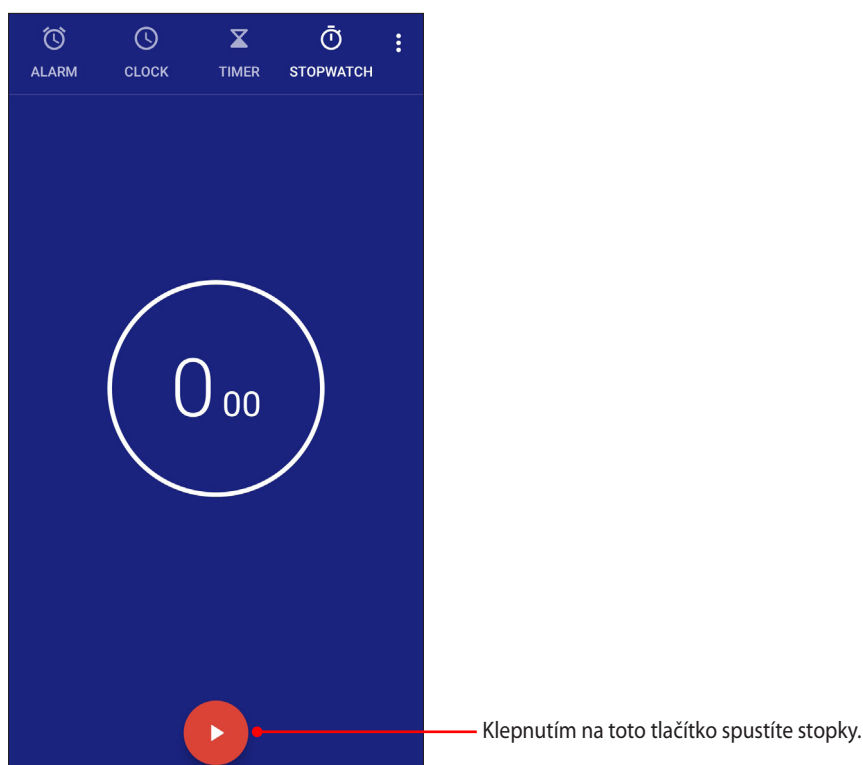 ALARM CLOCK TIMER STOPWATCH
0 00
Klepnutím na toto tlačítko spustíte stopky.